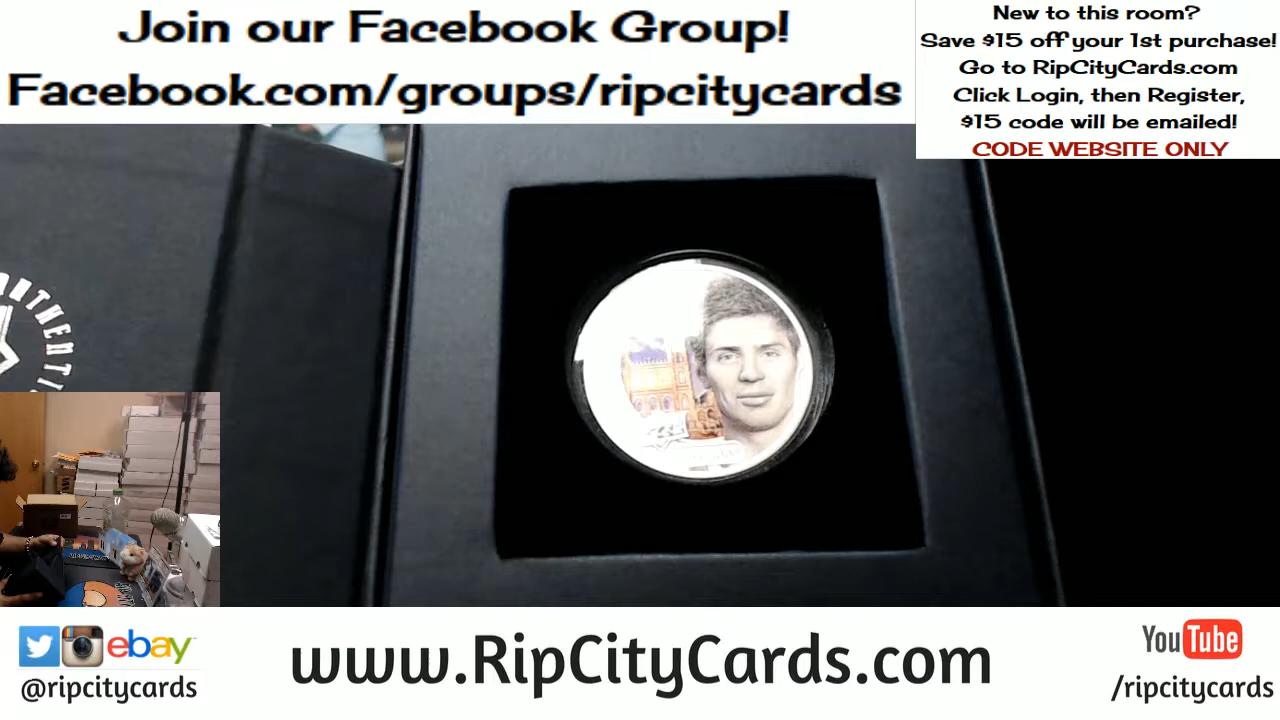 Join our Facebook Group!
Facebook.com/groups/ripcitycards
New to this room?
Save $15 off your 1st purchase!
Go to RipCityCards.com
Click Login, then Register,
$15 code will be emailed!
CODE WEBSITE ONLY
AUTHENTI
ebay
@ripcitycards
www.RipCityCards.com
YouTube
/ripcitycards